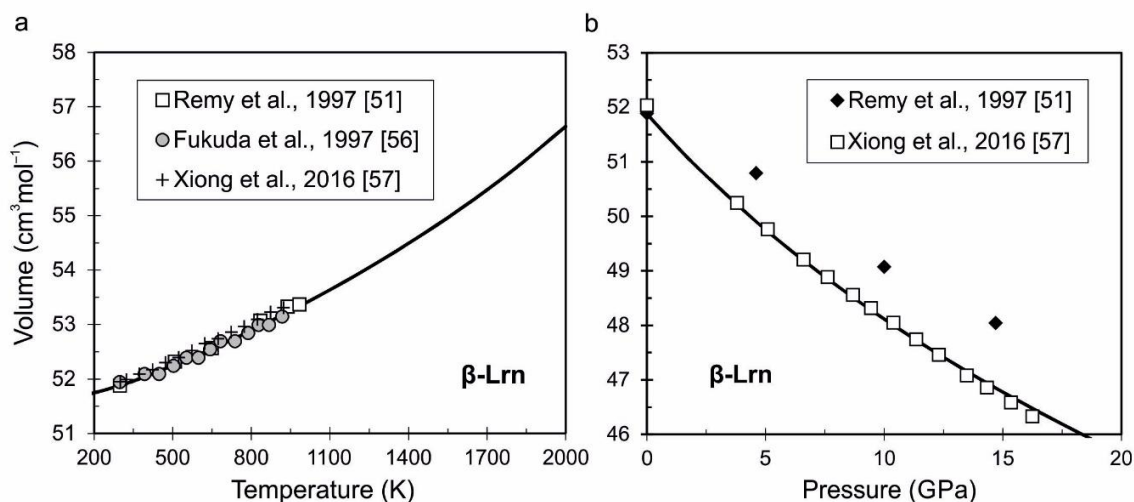 a
58
57
56
55
54
53
52
51
Volume (cm³mol⁻¹)
Remy et al., 1997 [51]
Fukuda et al., 1997 [56]
Xiong et al., 2016 [57]
β-Lrn
200 500 800 1100 1400 1700 2000
Temperature (K)
b
53
52
51
50
49
48
47
46
Remy et al., 1997 [51]
Xiong et al., 2016 [57]
β-Lrn
0 5 10 15 20
Pressure (GPa)